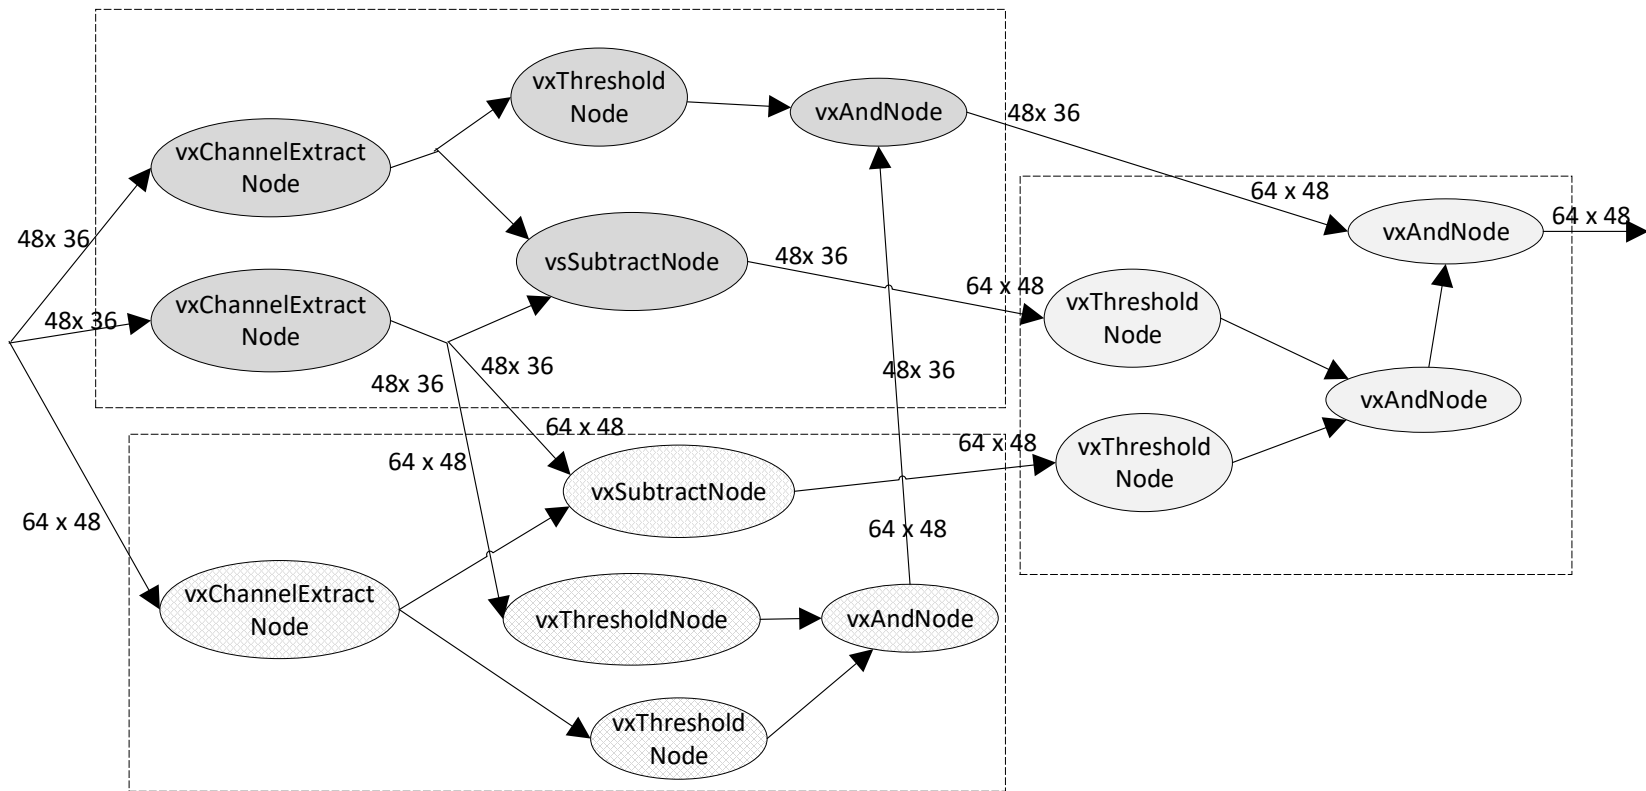 vxThreshold
Node
vxAndNode
48x 36
vxChannelExtract
Node
64 x 48
64 x 48
vxAndNode
48x 36
vsSubtractNode
48x 36
64 x 48
vxThreshold
Node
vxChannelExtract
Node
48x 36
48x 36
48x 36
48x 36
vxAndNode
64 x 48
64 x 48
64 x 48
vxThreshold
Node
vxSubtractNode
64 x 48
64 x 48
vxChannelExtract
Node
vxThresholdNode
vxAndNode
vxThreshold
Node